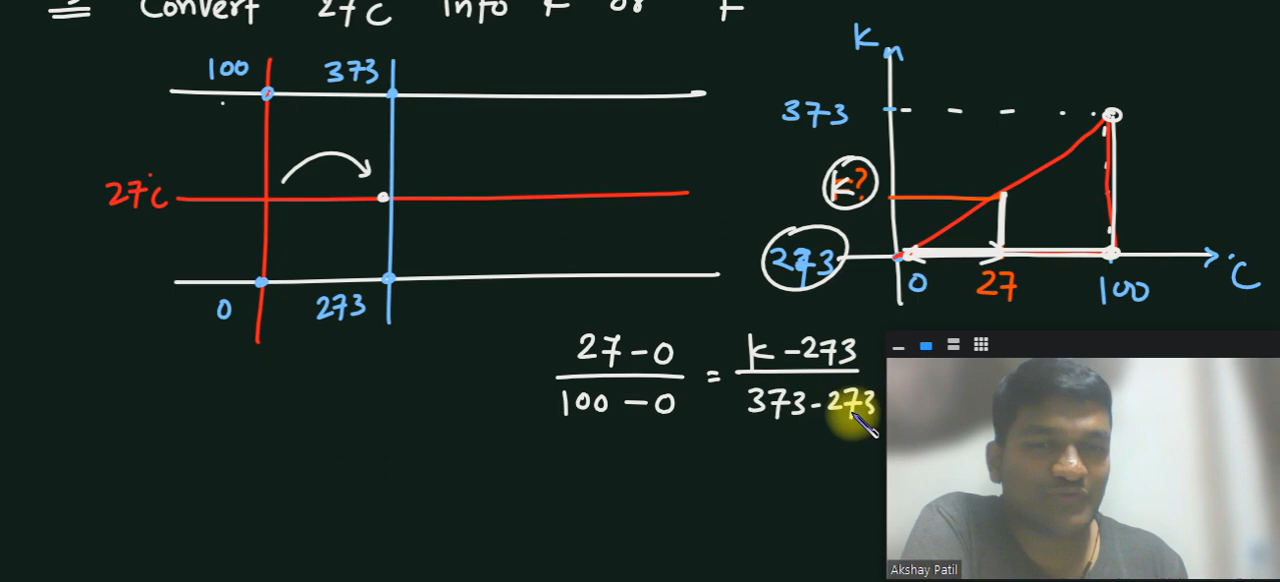 Convert 27°C into K or °F
100 373
27°C
0 273
K
373
K?
273
0 27 100 °C
27 - 0 / 100 - 0 = K - 273 / 373 - 273
Akshay Patil